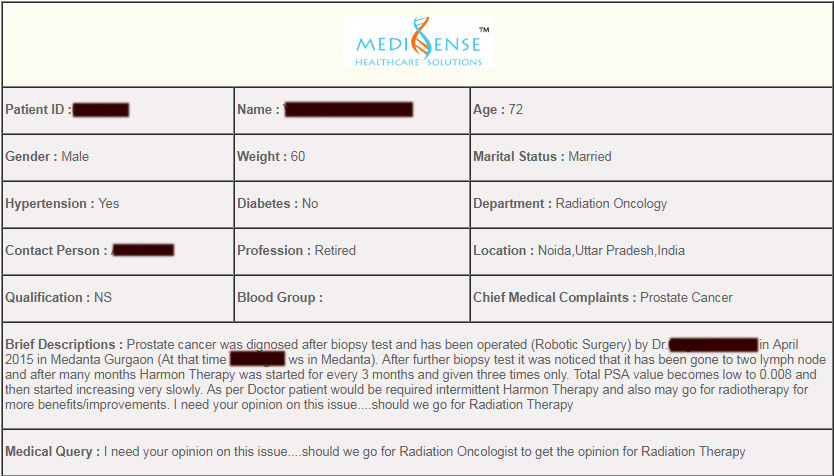 MEDISENSE™
HEALTHCARE SOLUTIONS
Patient ID :
Name :
Age : 72
Gender : Male
Weight : 60
Marital Status : Married
Hypertension : Yes
Diabetes : No
Department : Radiation Oncology
Contact Person :
Profession : Retired
Location : Noida,Uttar Pradesh,India
Qualification : NS
Blood Group :
Chief Medical Complaints : Prostate Cancer
Brief Descriptions : Prostate cancer was dignosed after biopsy test and has been operated (Robotic Surgery) by Dr. in April
2015 in Medanta Gurgaon (At that time ws in Medanta). After further biopsy test it was noticed that it has been gone to two lymph node
and after many months Harmon Therapy was started for every 3 months and given three times only. Total PSA value becomes low to 0.008 and
then started increasing very slowly. As per Doctor patient would be required intermittent Harmon Therapy and also may go for radiotherapy for
more benefits/improvements. I need your opinion on this issue....should we go for Radiation Therapy
Medical Query : I need your opinion on this issue....should we go for Radiation Oncologist to get the opinion for Radiation Therapy